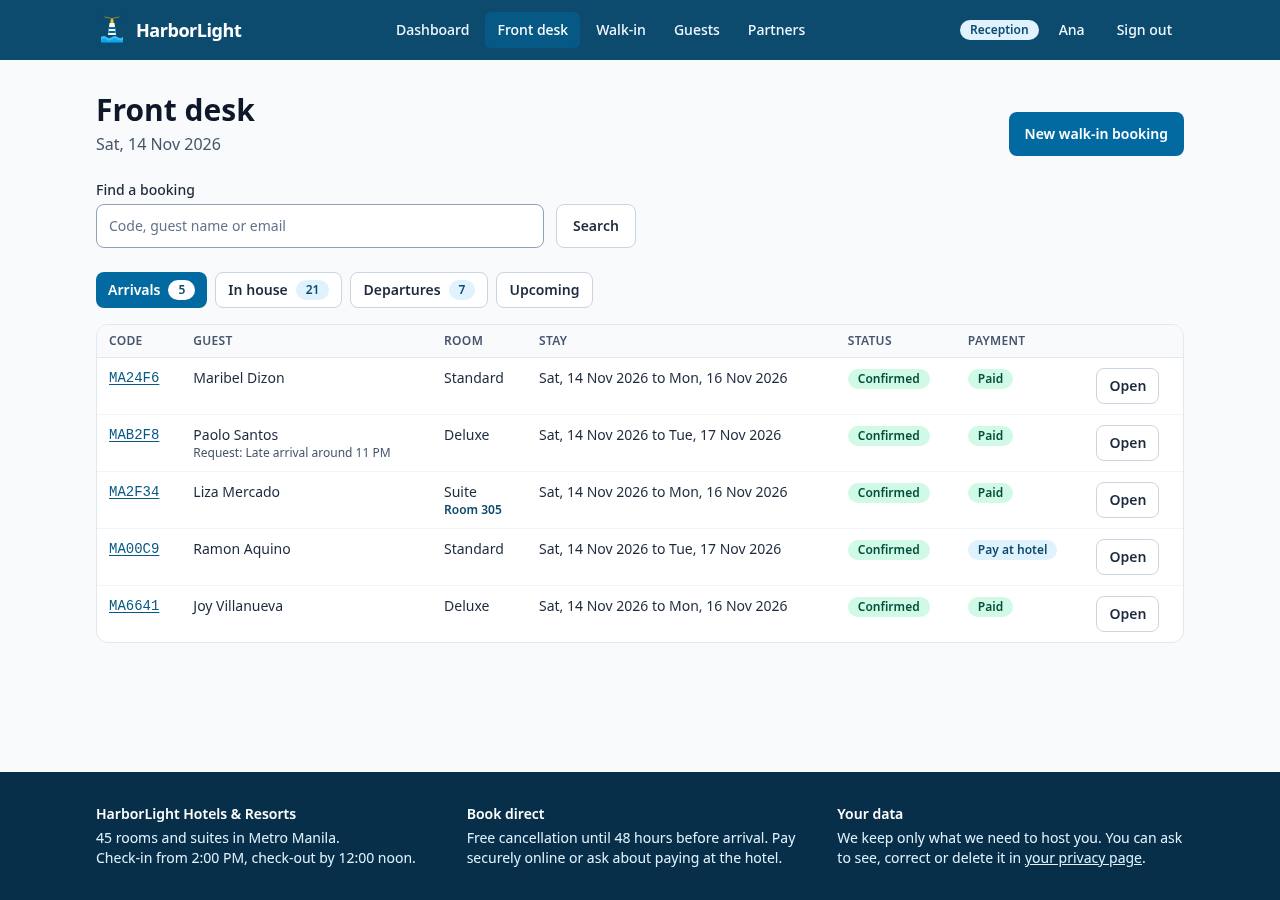 HarborLight
Dashboard Front desk Walk-in Guests Partners
Reception Ana Sign out
Front desk
Sat, 14 Nov 2026
New walk-in booking
Find a booking
Code, guest name or email
Search
Arrivals 5 In house 21 Departures 7 Upcoming
CODE GUEST ROOM STAY STATUS PAYMENT
MA24F6 Maribel Dizon Standard Sat, 14 Nov 2026 to Mon, 16 Nov 2026 Confirmed Paid Open
MAB2F8 Paolo Santos Deluxe Sat, 14 Nov 2026 to Tue, 17 Nov 2026 Confirmed Paid Open
Request: Late arrival around 11 PM
MA2F34 Liza Mercado Suite Sat, 14 Nov 2026 to Mon, 16 Nov 2026 Confirmed Paid Open
Room 305
MA00C9 Ramon Aquino Standard Sat, 14 Nov 2026 to Tue, 17 Nov 2026 Confirmed Pay at hotel Open
MA6641 Joy Villanueva Deluxe Sat, 14 Nov 2026 to Mon, 16 Nov 2026 Confirmed Paid Open
HarborLight Hotels & Resorts
45 rooms and suites in Metro Manila.
Check-in from 2:00 PM, check-out by 12:00 noon.
Book direct
Free cancellation until 48 hours before arrival. Pay
securely online or ask about paying at the hotel.
Your data
We keep only what we need to host you. You can ask
to see, correct or delete it in your privacy page.